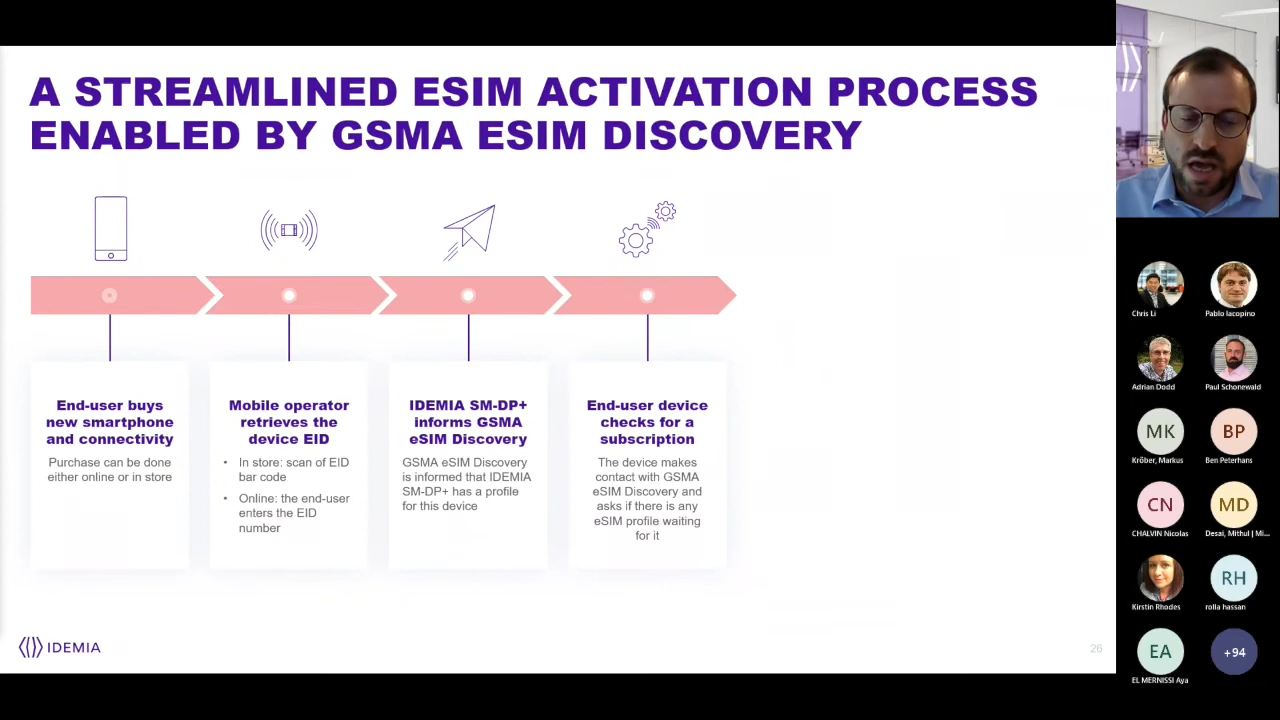 A STREAMLINED ESIM ACTIVATION PROCESS
ENABLED BY GSMA ESIM DISCOVERY
End-user buys
new smartphone
and connectivity
Purchase can be done
either online or in store
Mobile operator
retrieves the
device EID
• In store: scan of EID
bar code
• Online: the end-user
enters the EID
number
IDEMIA SM-DP+
informs GSMA
eSIM Discovery
GSMA eSIM Discovery
is informed that IDEMIA
SM-DP+ has a profile
for this device
End-user device
checks for a
subscription
The device makes
contact with GSMA
eSIM Discovery and
asks if there is any
eSIM profile waiting
for it
IDEMIA
26
Chris Li
Pablo Iacopino
Adrian Dodd
Paul Schonewald
MK
BP
Kröber, Markus
Ben Peterhans
CN
MD
CHALVIN Nicolas
Desai, Mithul | Mi...
RH
Kirstin Rhodes
rolla hassan
EA
+94
EL MERNISSI Aya